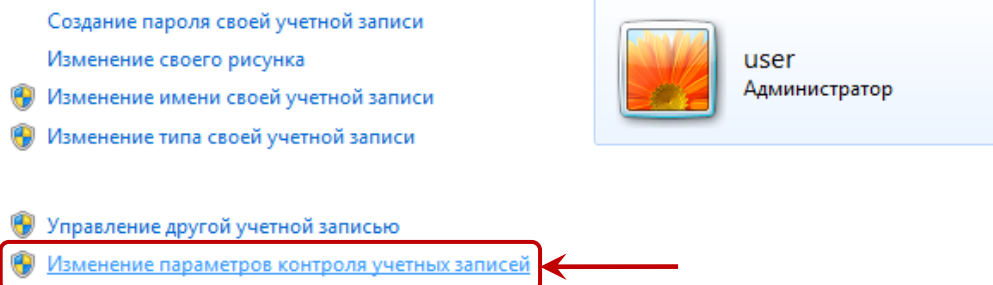 Создание пароля своей учетной записи
Изменение своего рисунка
Изменение имени своей учетной записи
Изменение типа своей учетной записи
Управление другой учетной записью
Изменение параметров контроля учетных записей
user
Администратор